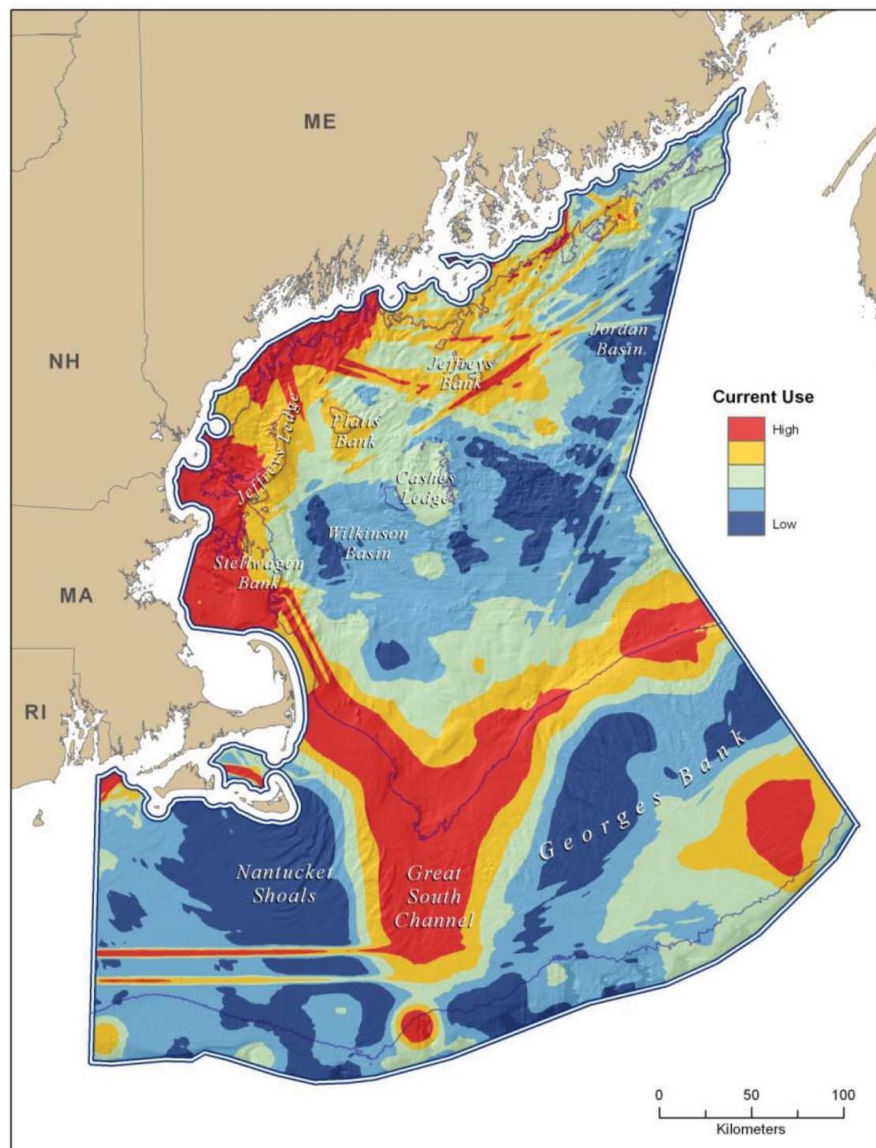 ME
NH
MA
RI
Jordan
Basin
Jeffreys
Bank
Platts
Bank
Jeffreys Ledge
Cashes
Ledge
Wilkinson
Basin
Stellwagen
Bank
Georges Bank
Nantucket
Shoals
Great
South
Channel
Current Use
High
Low
0 50 100
Kilometers